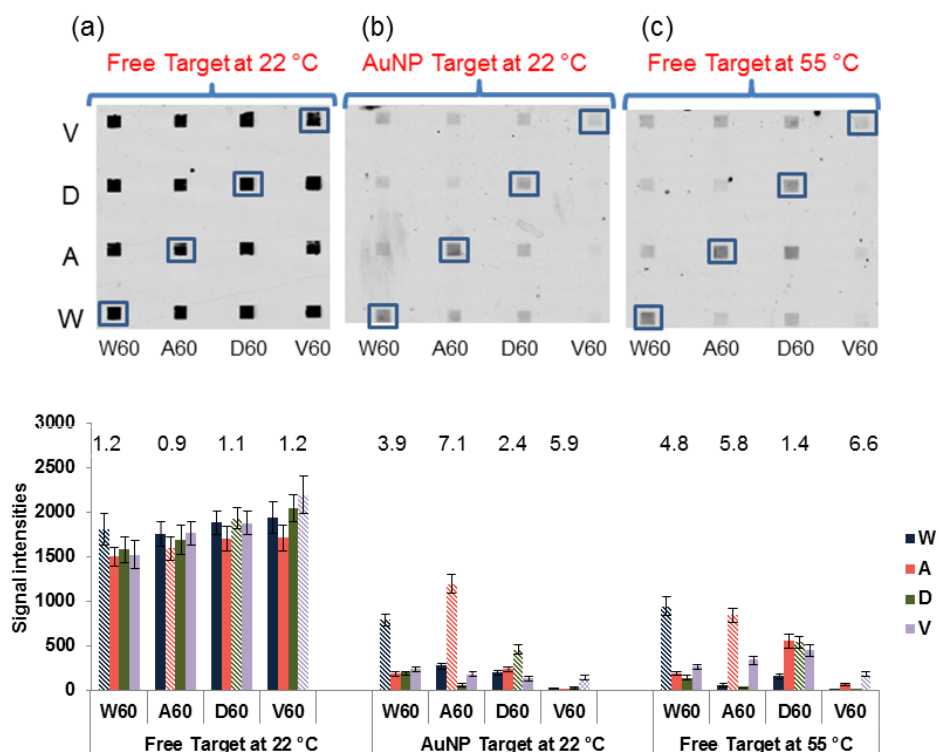 (a) (b) (c)
Free Target at 22 °C AuNP Target at 22 °C Free Target at 55 °C
V
D
A
W
W60 A60 D60 V60 W60 A60 D60 V60 W60 A60 D60 V60
3000
1.2 0.9 1.1 1.2 3.9 7.1 2.4 5.9 4.8 5.8 1.4 6.6
2500
2000
1500
1000
500
0
Signal intensities
W
A
D
V
W60 A60 D60 V60 W60 A60 D60 V60 W60 A60 D60 V60
Free Target at 22 °C AuNP Target at 22 °C Free Target at 55 °C